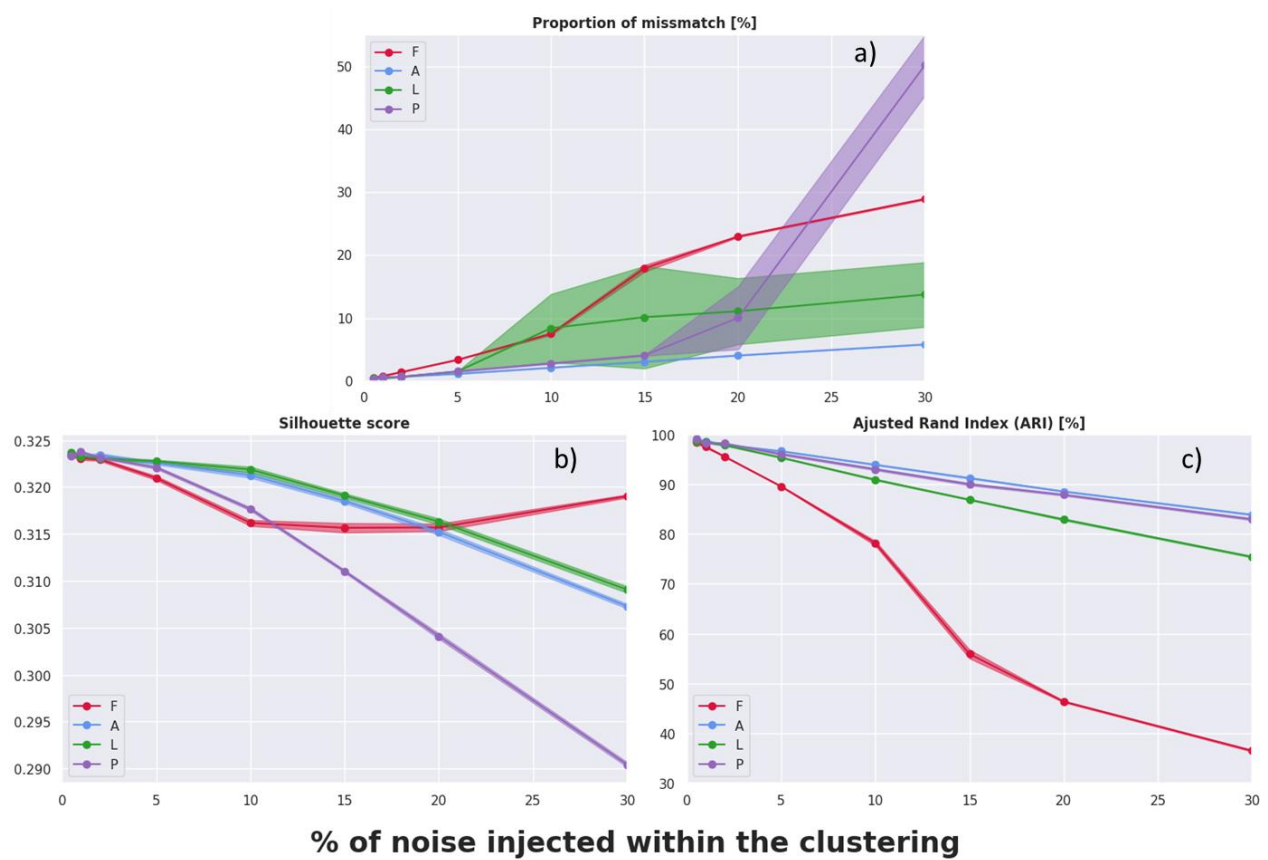 Proportion of missmatch [%]
a)
F
A
L
P
50
40
30
20
10
0
0 5 10 15 20 25 30
Silhouette score
b)
0.325
0.320
0.315
0.310
0.305
0.300
0.295
0.290
F
A
L
P
0 5 10 15 20 25 30
Ajusted Rand Index (ARI) [%]
c)
100
90
80
70
60
50
40
30
F
A
L
P
0 5 10 15 20 25 30
% of noise injected within the clustering